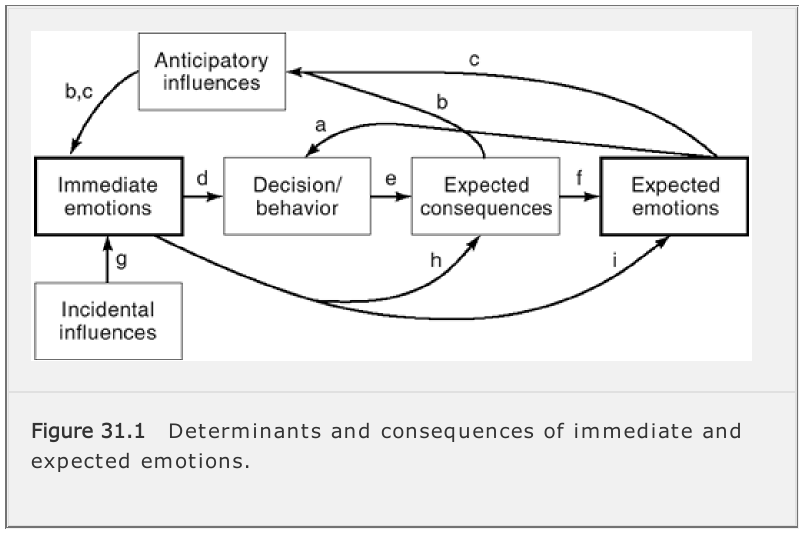 Anticipatory
influences
c
b,c
b
a
Immediate
emotions
d
Decision/
behavior
e
Expected
consequences
f
Expected
emotions
g
h
i
Incidental
influences
Figure 31.1 Determinants and consequences of immediate and
expected emotions.